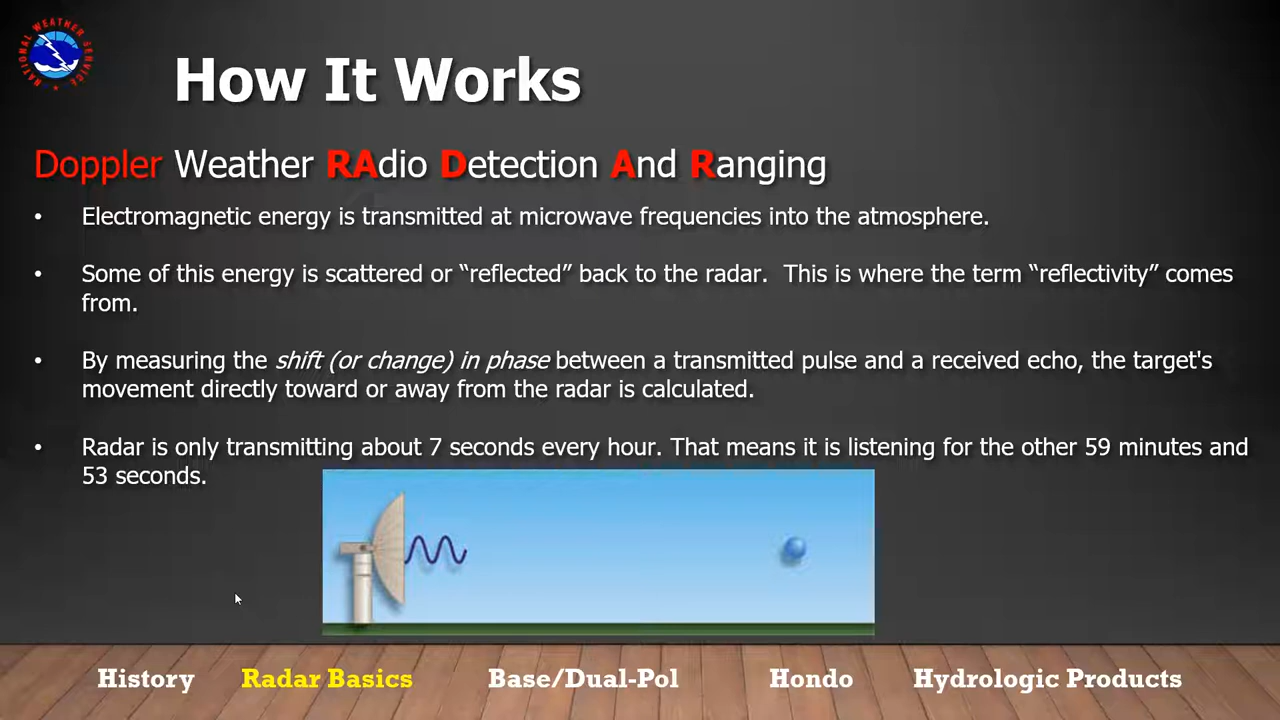 NATIONAL WEATHER SERVICE
How It Works
Doppler Weather RAdio Detection And Ranging
• Electromagnetic energy is transmitted at microwave frequencies into the atmosphere.
• Some of this energy is scattered or “reflected” back to the radar.  This is where the term “reflectivity” comes
from.
• By measuring the shift (or change) in phase between a transmitted pulse and a received echo, the target's
movement directly toward or away from the radar is calculated.
• Radar is only transmitting about 7 seconds every hour. That means it is listening for the other 59 minutes and
53 seconds.
History Radar Basics Base/Dual-Pol Hondo Hydrologic Products